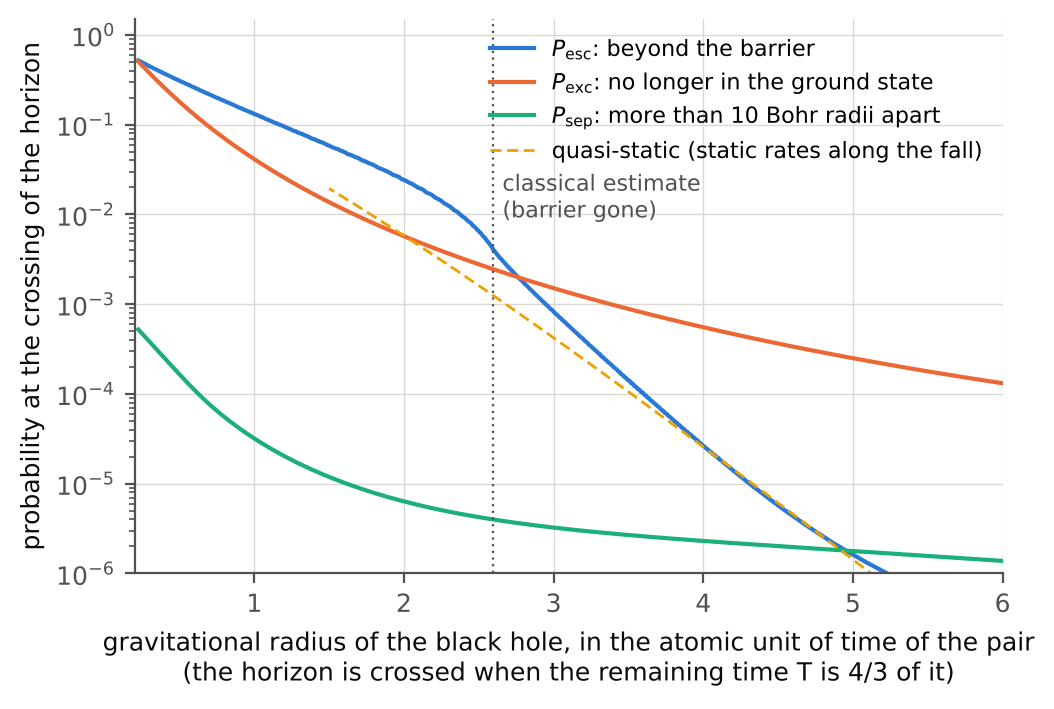 P_esc: beyond the barrier
P_exc: no longer in the ground state
P_sep: more than 10 Bohr radii apart
quasi-static (static rates along the fall)
classical estimate
(barrier gone)
probability at the crossing of the horizon
10^0
10^−1
10^−2
10^−3
10^−4
10^−5
10^−6
1 2 3 4 5 6
gravitational radius of the black hole, in the atomic unit of time of the pair
(the horizon is crossed when the remaining time T is 4/3 of it)